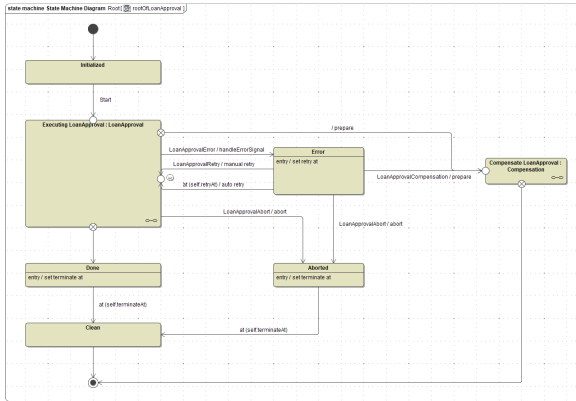 state machine State Machine Diagram Root[ rootOfLoanApproval ]
Initialized
Start
Executing LoanApproval : LoanApproval
/ prepare
LoanApprovalError / handleErrorSignal
Error
entry / set retry at
LoanApprovalRetry / manual retry
at (self.retryAt) / auto retry
LoanApprovalCompensation / prepare
Compensate LoanApproval :
Compensation
LoanApprovalAbort / abort
LoanApprovalAbort / abort
Done
entry / set terminate at
Aborted
entry / set terminate at
at (self.terminateAt)
Clean
at (self.terminateAt)